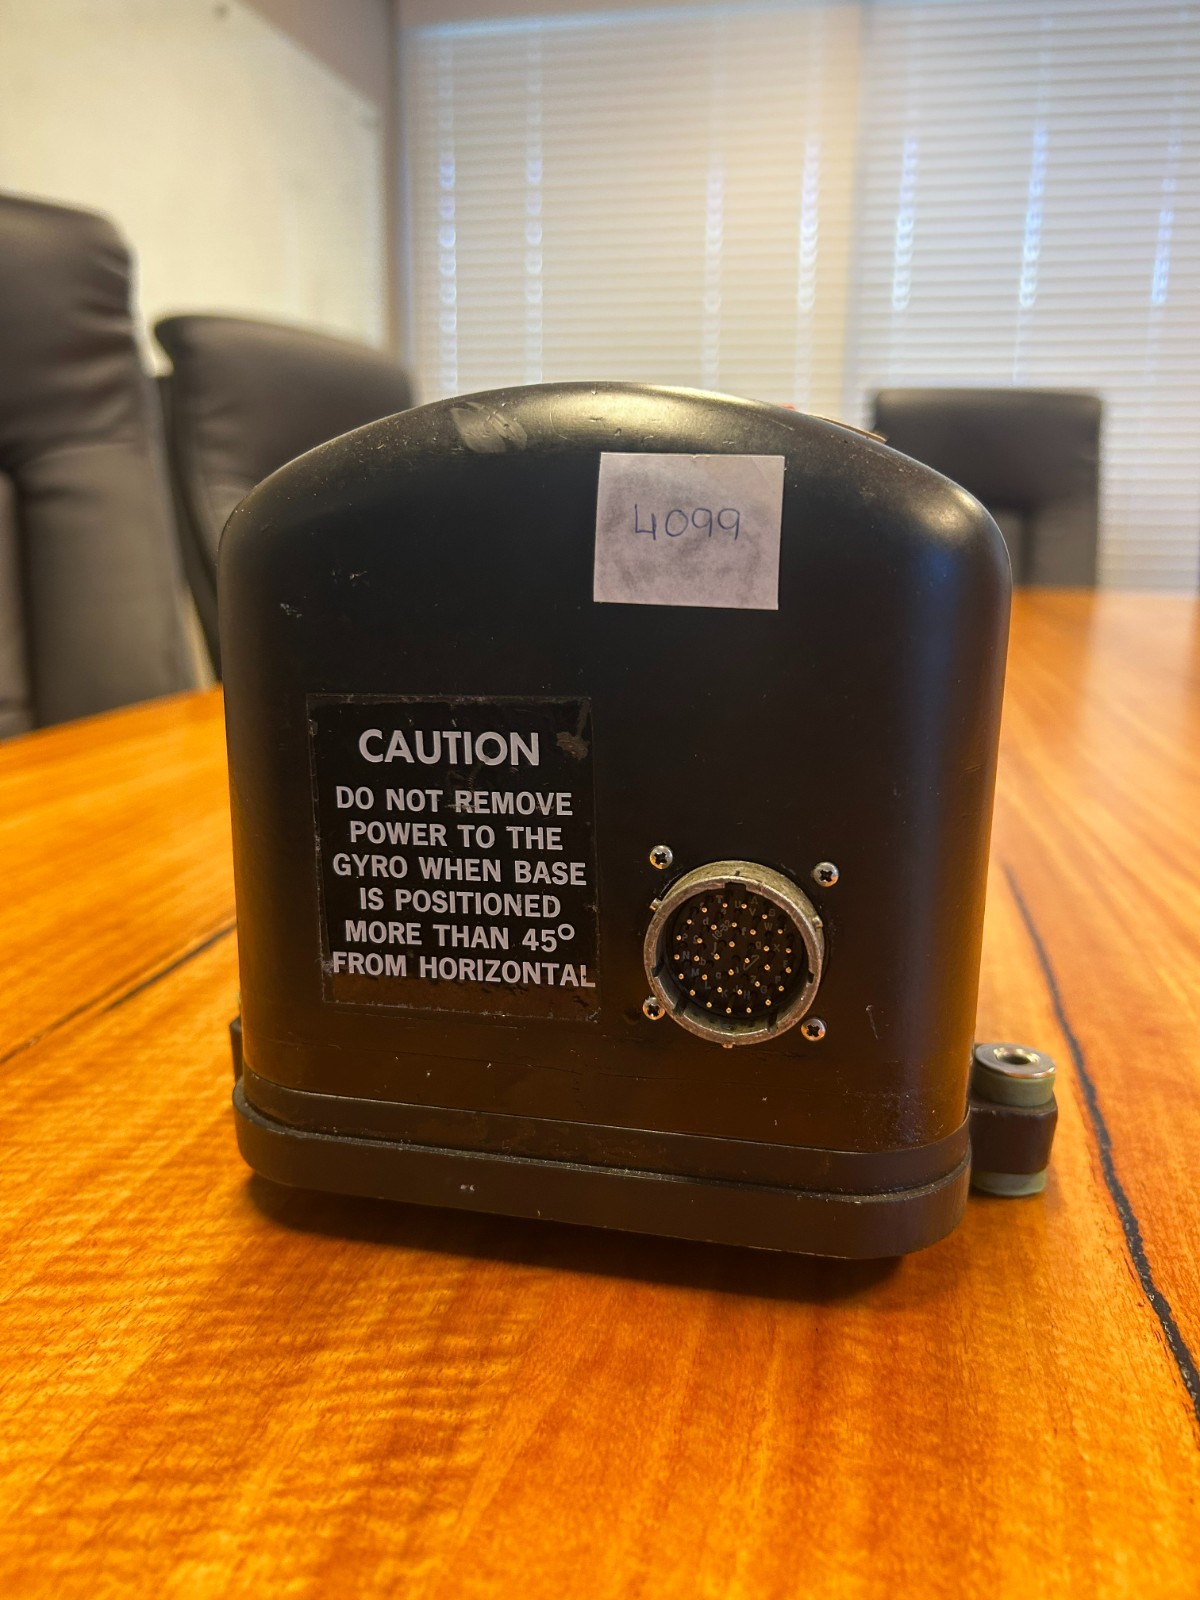 4099
CAUTION
DO NOT REMOVE
POWER TO THE
GYRO WHEN BASE
IS POSITIONED
MORE THAN 45°
FROM HORIZONTAL